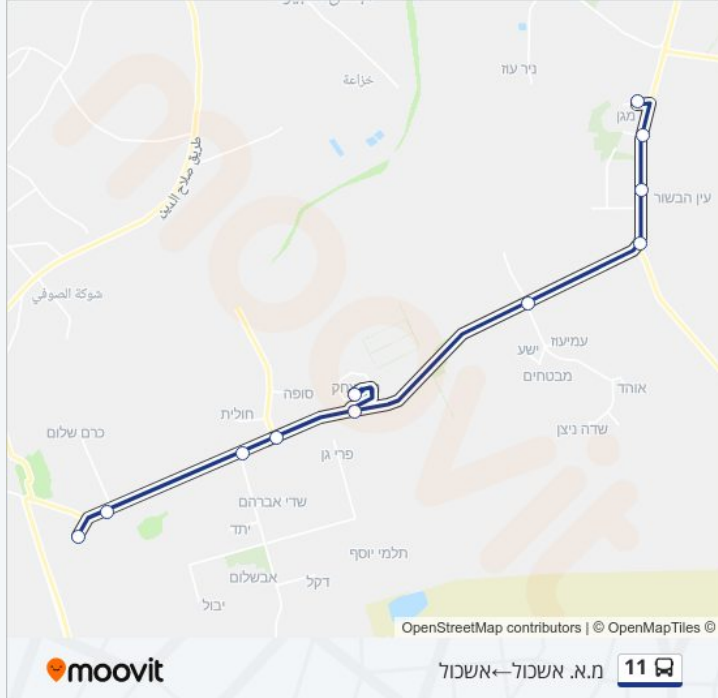 ניר עוז
خزاعة
מגן
طريق صلاح الدين
עין הבשור
شوكة الصوفي
עמיעוז
ישע
מבטחים
אוהד
סופה
חולית
שדה ניצן
כרם שלום
פרי גן
שדי אברהם
יתד
תלמי יוסף
אבשלום
דקל
יבול
OpenStreetMap contributors | © OpenMapTiles ©
moovit
11 מ.א. אשכול←אשכול